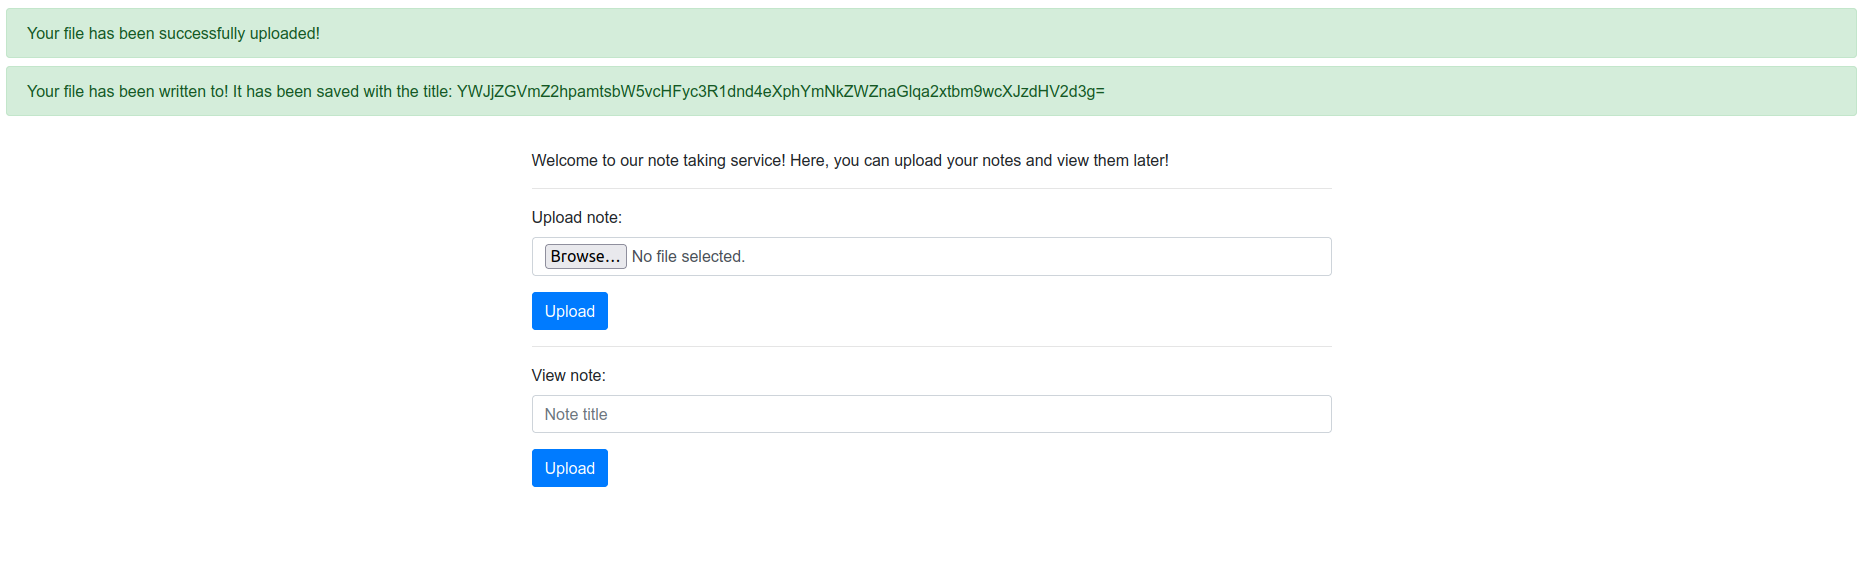 Your file has been successfully uploaded!
Your file has been written to! It has been saved with the title: YWJjZGVmZ2hpamtsbW5vcHFyc3R1dnd4eXphYmNkZWZnaGlqa2xtbm9wcXJzdHV2d3g=
Welcome to our note taking service! Here, you can upload your notes and view them later!
Upload note:
Browse... No file selected.
Upload
View note:
Note title
Upload